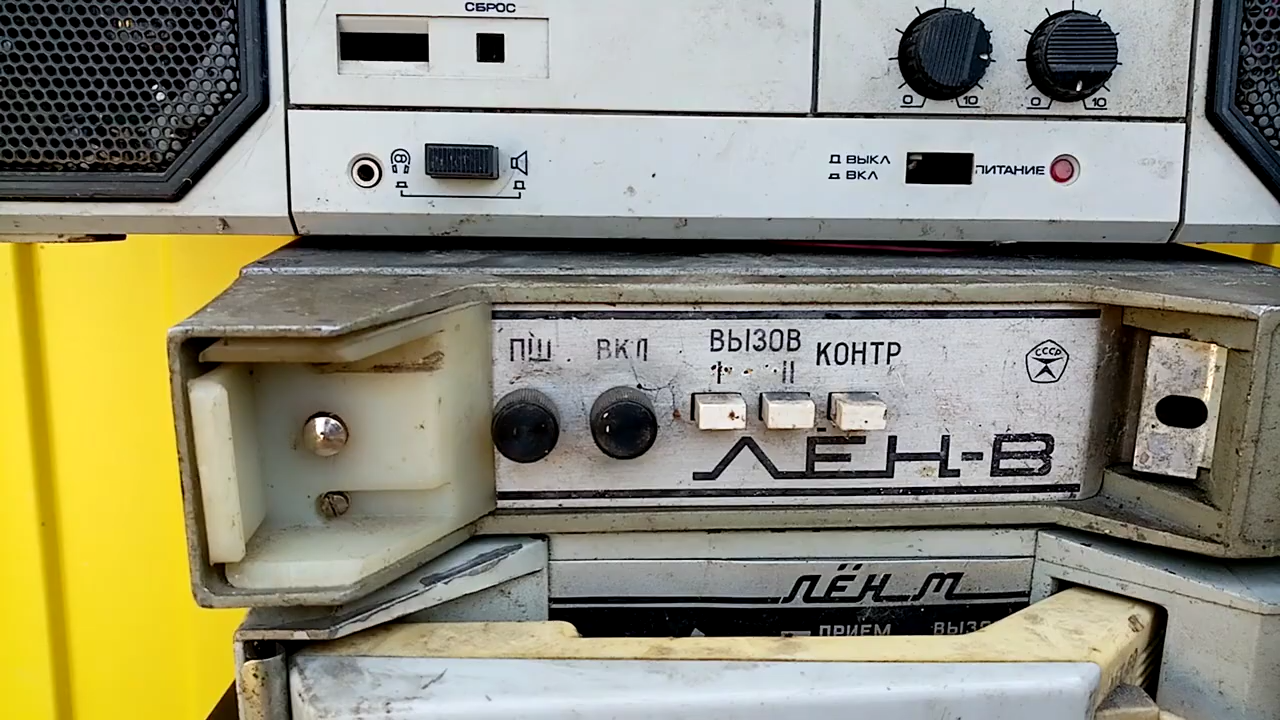 СБРОС
0 10 0 10
ВЫКЛ
ВКЛ
ПИТАНИЕ
ПШ ВКЛ ВЫЗОВ КОНТР
I II
СССР
ЛЁН-В
ЛЁН М
ПРИЕМ